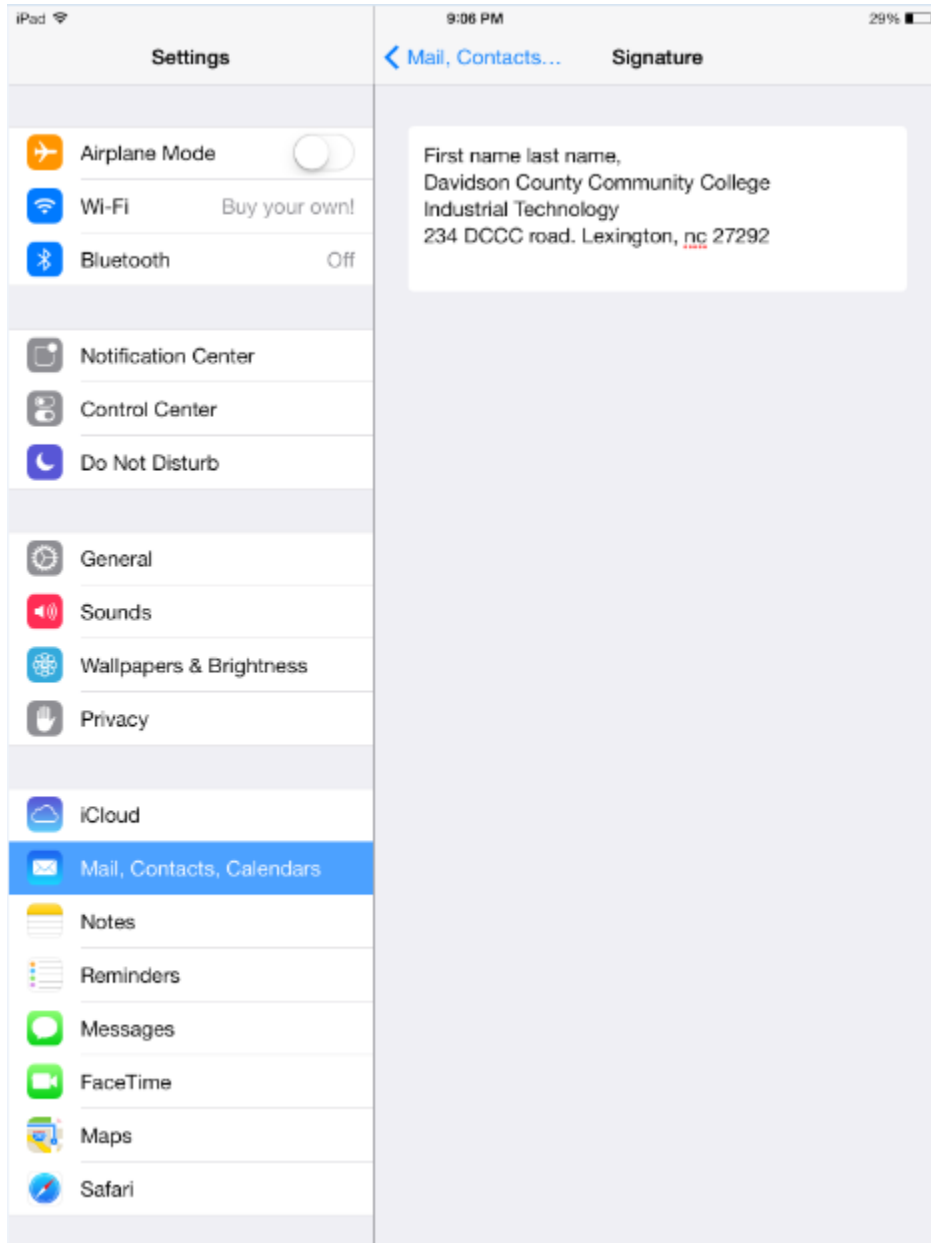 iPad 9:06 PM 29%
Settings
Mail, Contacts... Signature
Airplane Mode
Wi-Fi Buy your own!
Bluetooth Off
Notification Center
Control Center
Do Not Disturb
General
Sounds
Wallpapers & Brightness
Privacy
iCloud
Mail, Contacts, Calendars
Notes
Reminders
Messages
FaceTime
Maps
Safari
First name last name,
Davidson County Community College
Industrial Technology
234 DCCC road. Lexington, nc 27292